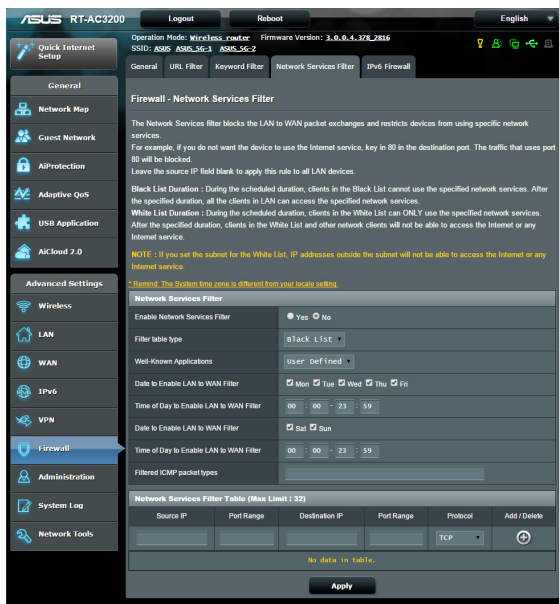 ASUS RT-AC3200 Logout Reboot English
Operation Mode: Wireless router Firmware Version: 3.0.0.4.378_2816
SSID: ASUS ASUS_5G-1 ASUS_5G-2
Quick Internet Setup
General URL Filter Keyword Filter Network Services Filter IPv6 Firewall
General
Network Map
Guest Network
AiProtection
Adaptive QoS
USB Application
AiCloud 2.0
Advanced Settings
Wireless
LAN
WAN
IPv6
VPN
Firewall
Administration
System Log
Network Tools
Firewall - Network Services Filter
The Network Services filter blocks the LAN to WAN packet exchanges and restricts devices from using specific network
services.
For example, if you do not want the device to use the Internet service, key in 80 in the destination port. The traffic that uses port
80 will be blocked.
Leave the source IP field blank to apply this rule to all LAN devices.
Black List Duration : During the scheduled duration, clients in the Black List cannot use the specified network services. After
the specified duration, all the clients in LAN can access the specified network services.
White List Duration : During the scheduled duration, clients in the White List can ONLY use the specified network services.
After the specified duration, clients in the White List and other network clients will not be able to access the Internet or any
Internet service.
NOTE : If you set the subnet for the White List, IP addresses outside the subnet will not be able to access the Internet or any
Internet service.
* Remind: The System time zone is different from your locale setting.
Network Services Filter
Enable Network Services Filter Yes No
Filter table type Black List
Well-Known Applications User Defined
Date to Enable LAN to WAN Filter Mon Tue Wed Thu Fri
Time of Day to Enable LAN to WAN Filter 00 : 00 - 23 : 59
Date to Enable LAN to WAN Filter Sat Sun
Time of Day to Enable LAN to WAN Filter 00 : 00 - 23 : 59
Filtered ICMP packet types
Network Services Filter Table (Max Limit : 32)
Source IP Port Range Destination IP Port Range Protocol Add / Delete
TCP
No data in table.
Apply